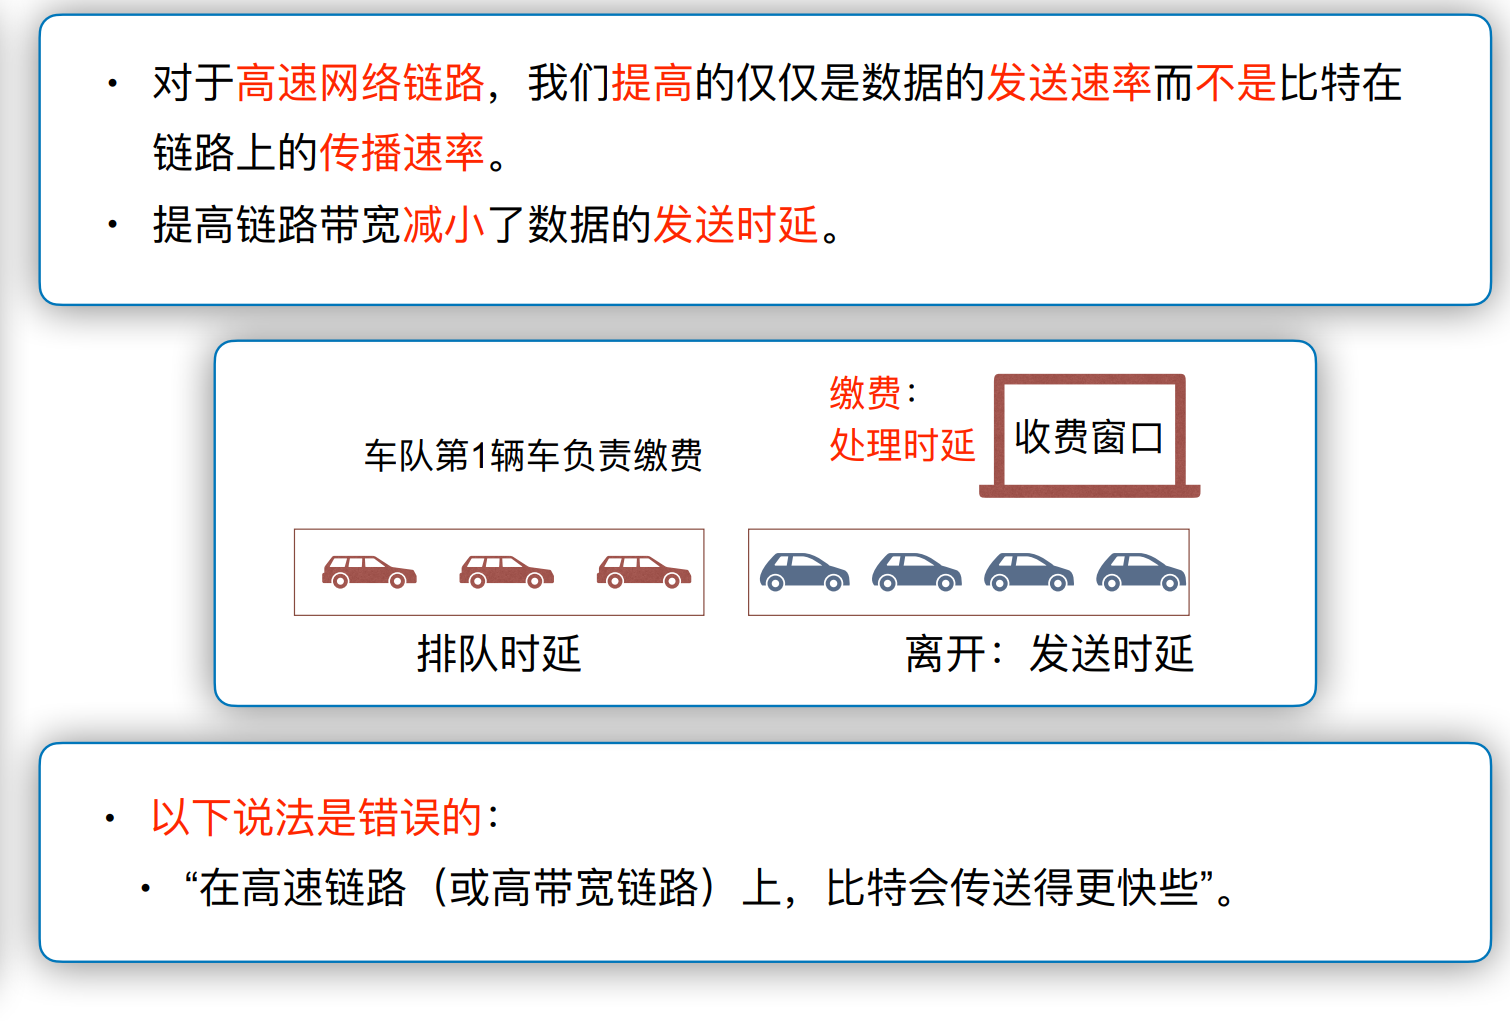 • 对于高速网络链路，我们提高的仅仅是数据的发送速率而不是比特在
链路上的传播速率。
• 提高链路带宽减小了数据的发送时延。
缴费：
处理时延
收费窗口
车队第1辆车负责缴费
排队时延
离开：发送时延
• 以下说法是错误的：
• “在高速链路（或高带宽链路）上，比特会传送得更快些”。